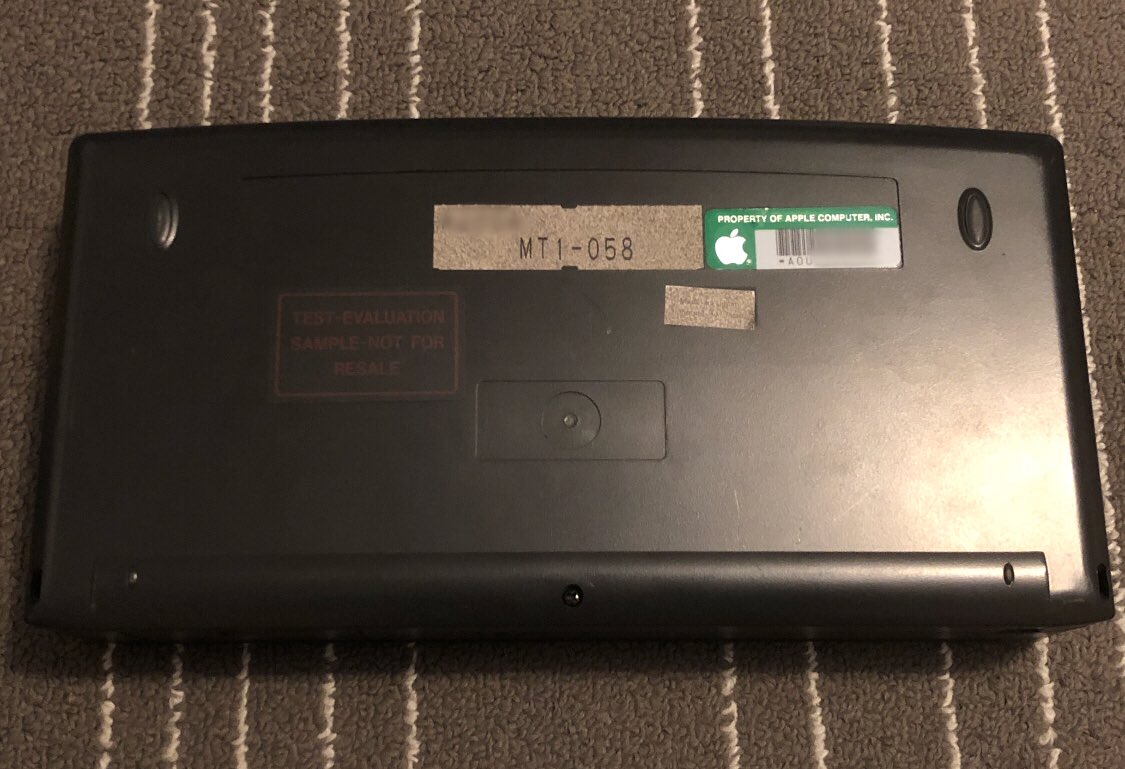 PROPERTY OF APPLE COMPUTER, INC.
MT1-058
TEST-EVALUATION
SAMPLE-NOT FOR
RESALE